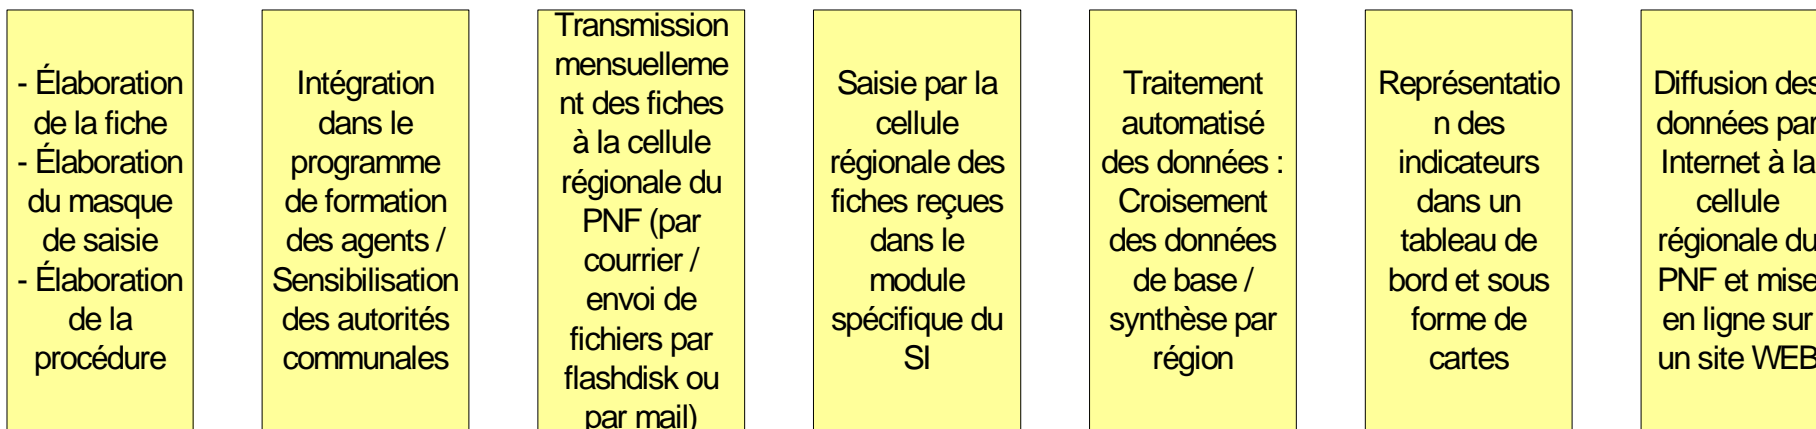 - Élaboration
de la fiche
- Élaboration
du masque
de saisie
- Élaboration
de la
procédure
Intégration
dans le
programme
de formation
des agents /
Sensibilisation
des autorités
communales
Transmission
mensuelleme
nt des fiches
à la cellule
régionale du
PNF (par
courrier /
envoi de
fichiers par
flashdisk ou
par mail)
Saisie par la
cellule
régionale des
fiches reçues
dans le
module
spécifique du
SI
Traitement
automatisé
des données :
Croisement
des données
de base /
synthèse par
région
Représentatio
n des
indicateurs
dans un
tableau de
bord et sous
forme de
cartes
Diffusion des
données par
Internet à la
cellule
régionale du
PNF et mise
en ligne sur
un site WEB